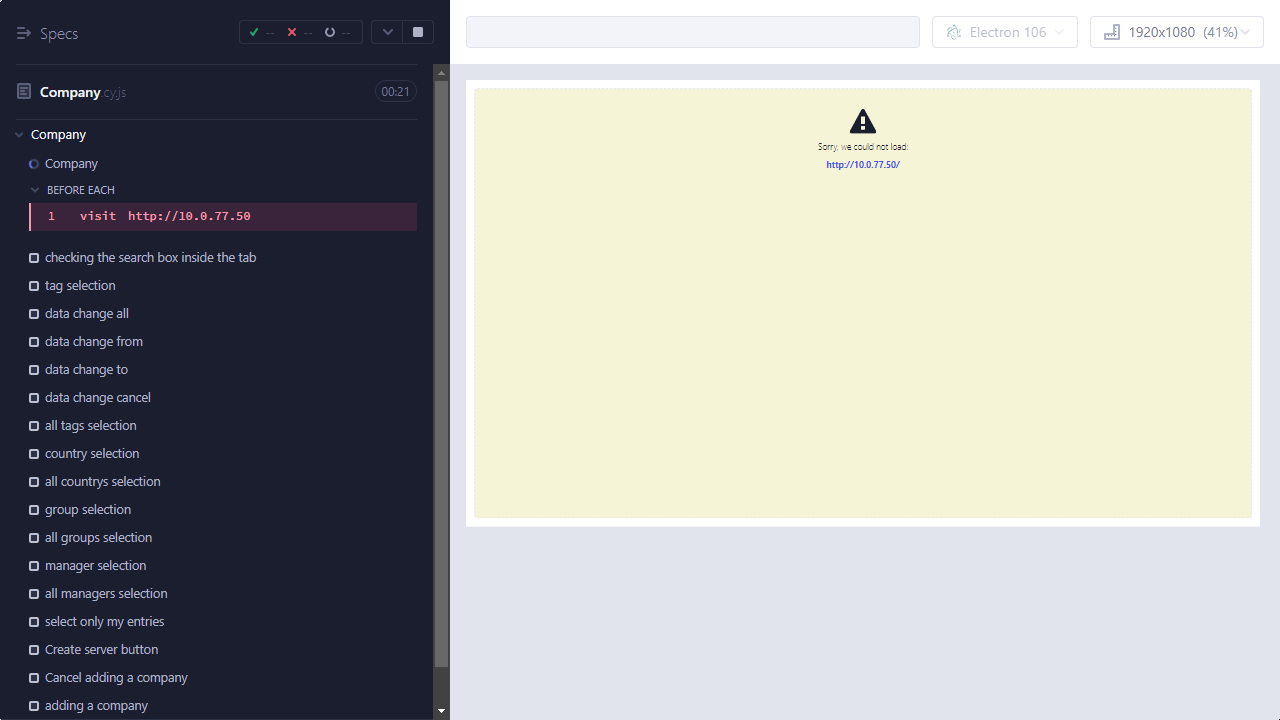 Specs
--
--
--
Electron 106
1920x1080 (41%)
Company.cy.js
00:21
Company
Company
BEFORE EACH
1 visit http://10.0.77.50
checking the search box inside the tab
tag selection
data change all
data change from
data change to
data change cancel
all tags selection
country selection
all countrys selection
group selection
all groups selection
manager selection
all managers selection
select only my entries
Create server button
Cancel adding a company
adding a company
Sorry, we could not load:
http://10.0.77.50/